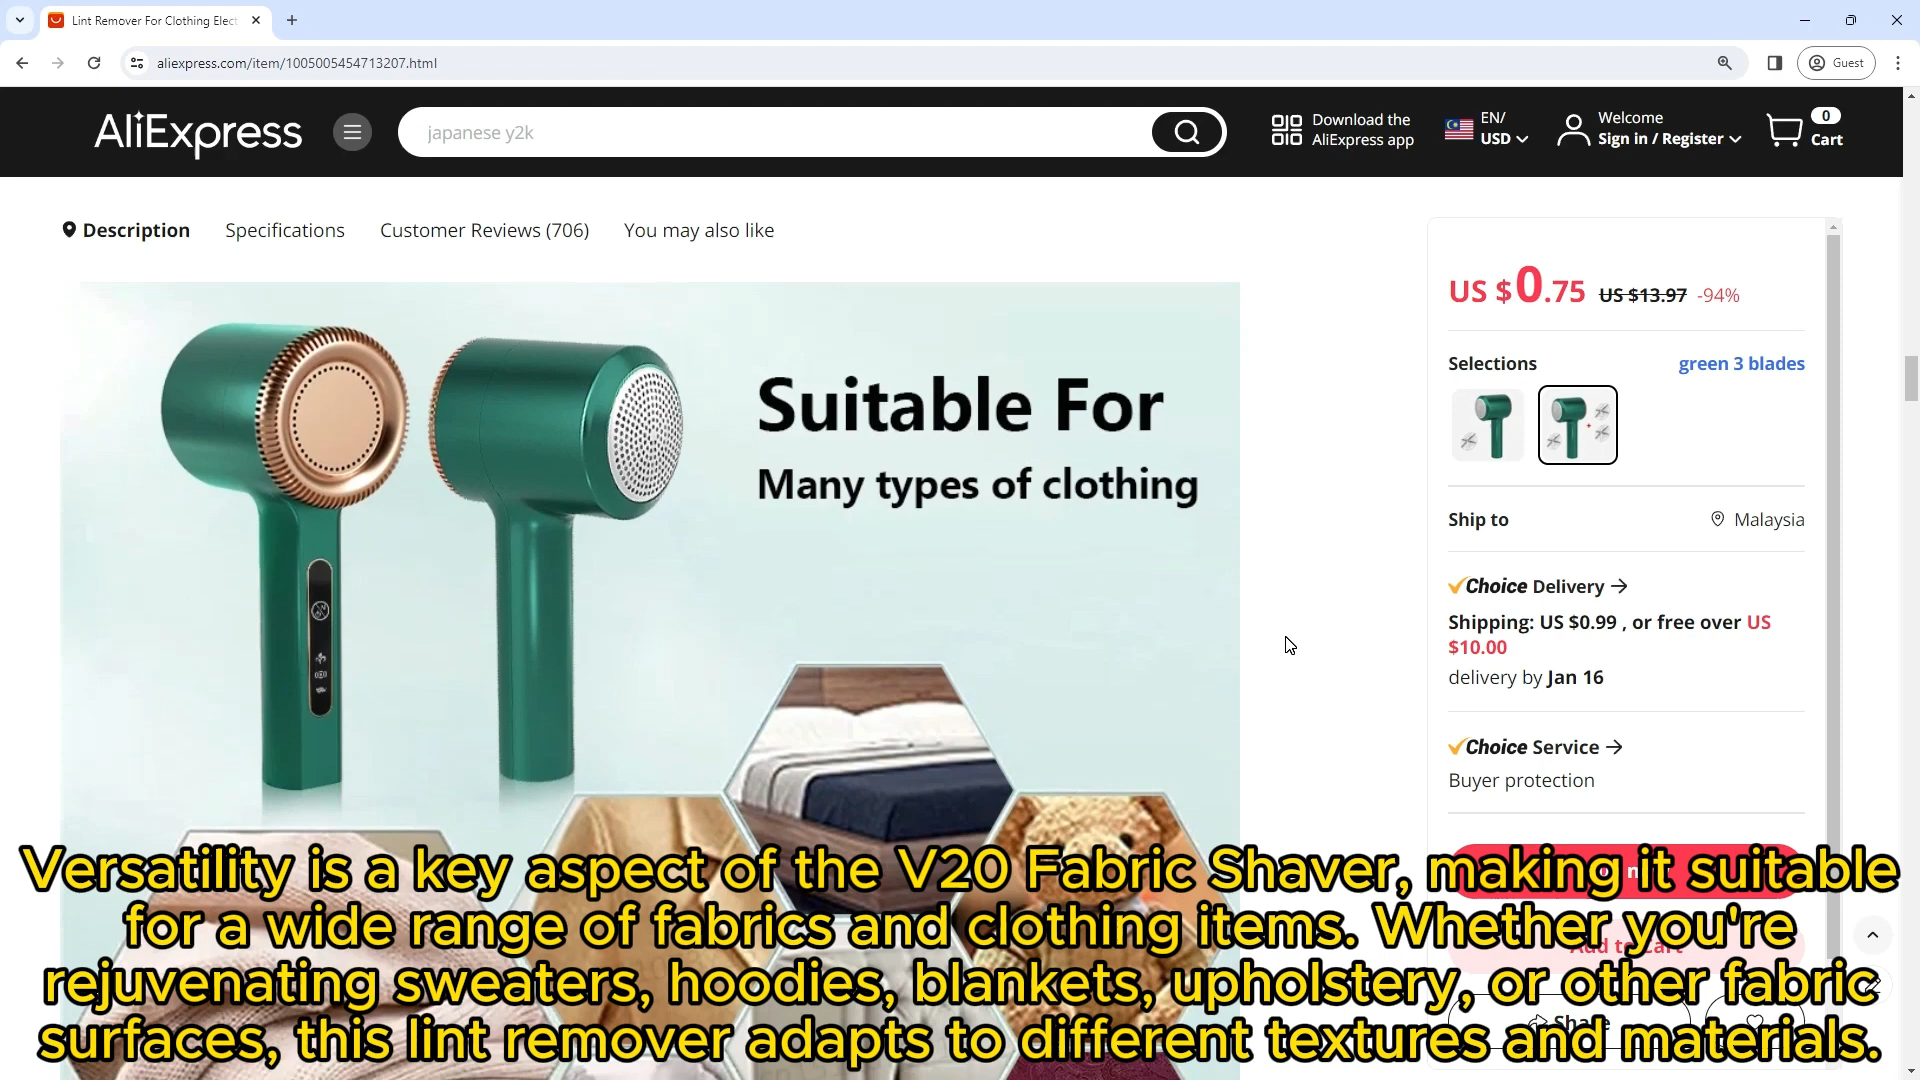 Lint Remover For Clothing Elect
aliexpress.com/item/1005005454713207.html
Guest
AliExpress
japanese y2k
Download the
AliExpress app
EN/
USD
Welcome
Sign in / Register
0
Cart
Description
Specifications
Customer Reviews (706)
You may also like
Suitable For
Many types of clothing
US $0.75 US $13.97 -94%
Selections
green 3 blades
Ship to
Malaysia
Choice Delivery
Shipping: US $0.99 , or free over US
$10.00
delivery by Jan 16
Choice Service
Buyer protection
Add to cart
Share
Versatility is a key aspect of the V20 Fabric Shaver, making it suitable
for a wide range of fabrics and clothing items. Whether you're
rejuvenating sweaters, hoodies, blankets, upholstery, or other fabric
surfaces, this lint remover adapts to different textures and materials.